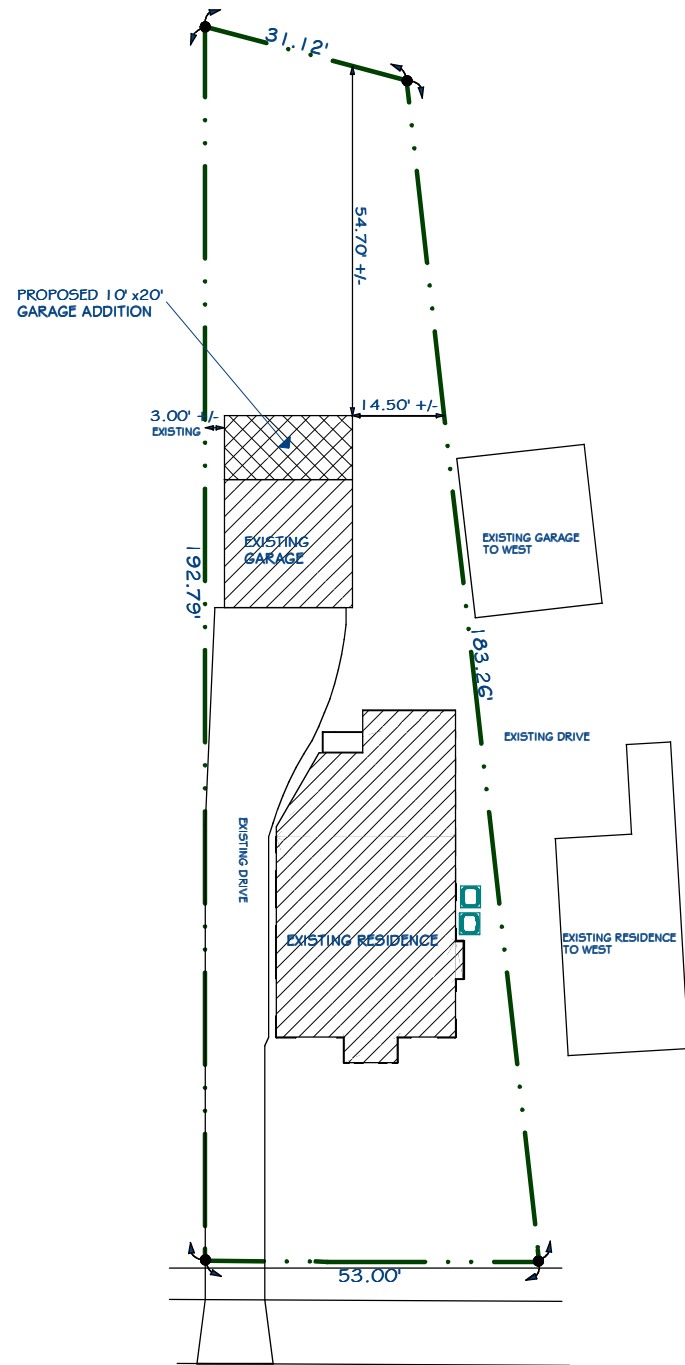 31.12'
54.70' +/-
PROPOSED 10' x20'
GARAGE ADDITION
3.00' +/-
EXISTING
14.50' +/-
EXISTING
GARAGE
EXISTING GARAGE
TO WEST
192.79'
183.26'
EXISTING DRIVE
EXISTING DRIVE
EXISTING RESIDENCE
EXISTING RESIDENCE
TO WEST
53.00'